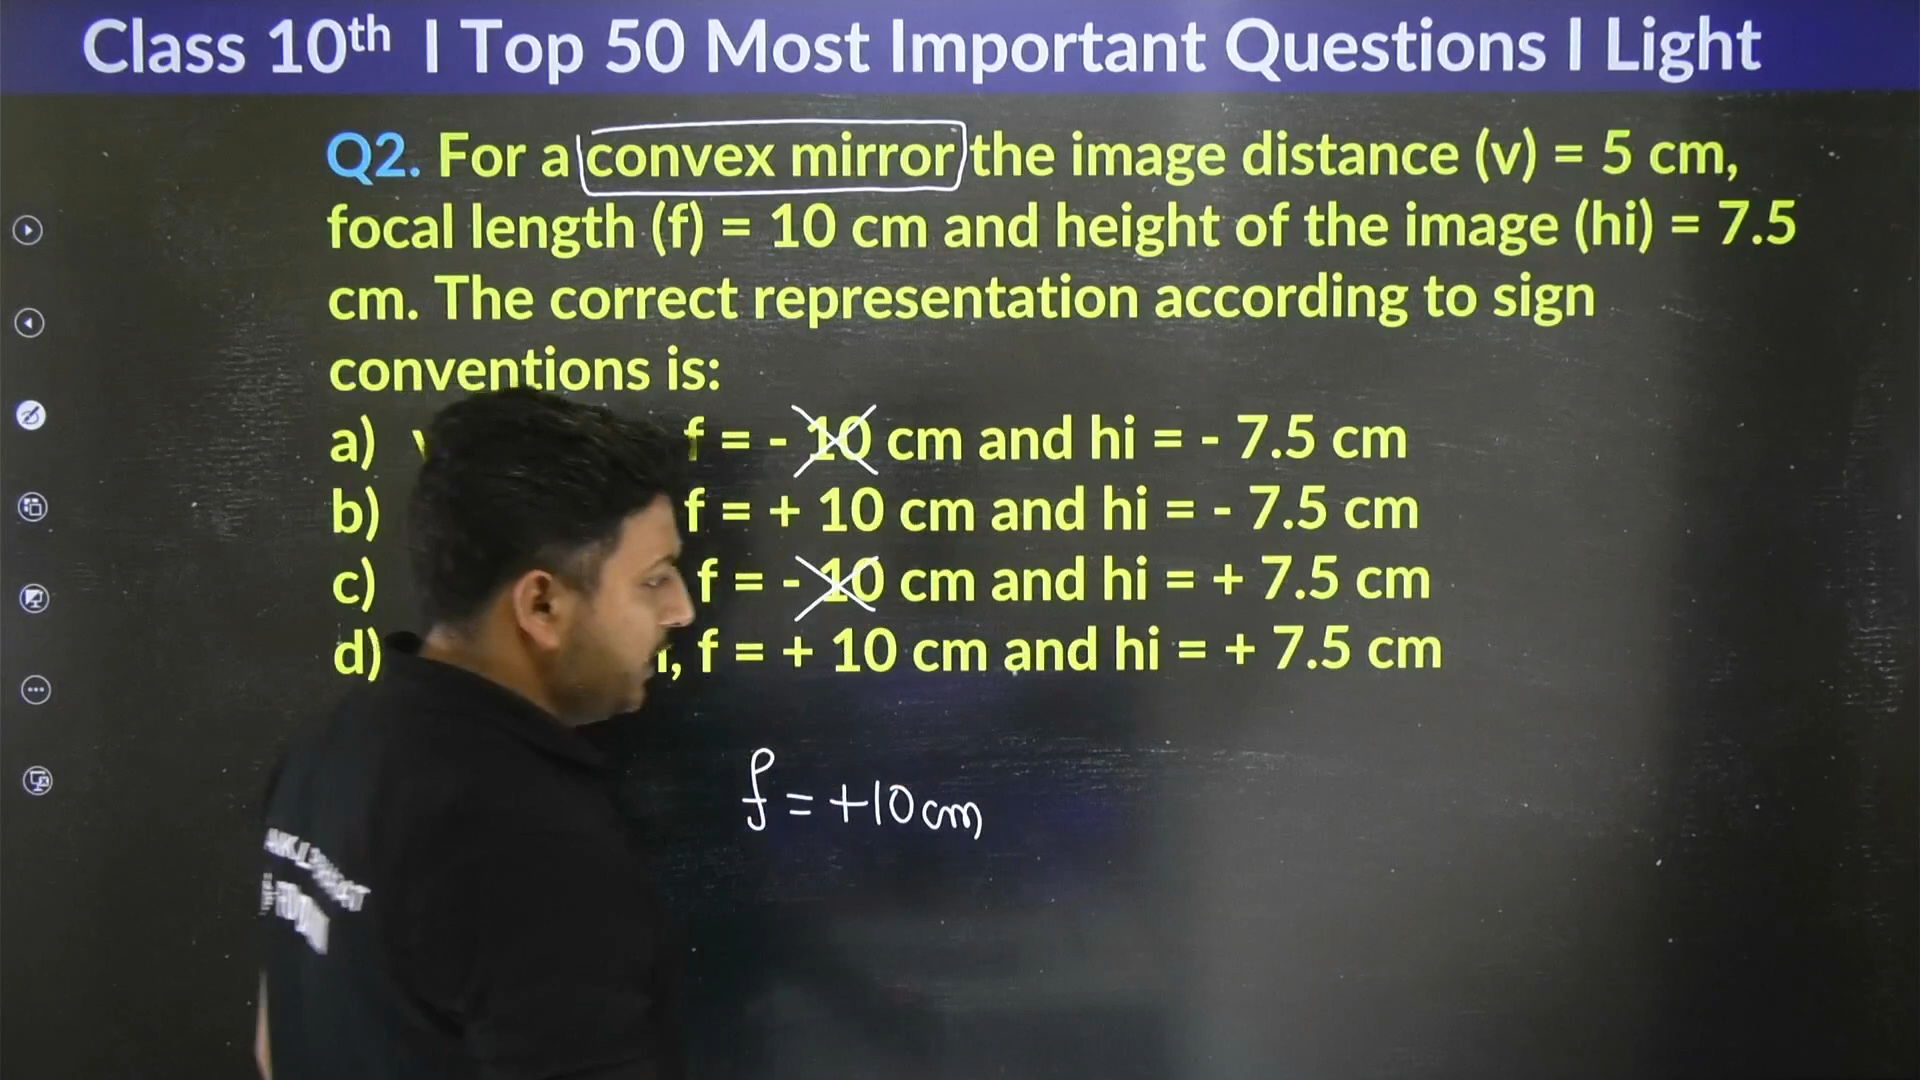 Class 10th I Top 50 Most Important Questions I Light
Q2. For a convex mirror the image distance (v) = 5 cm,
focal length (f) = 10 cm and height of the image (hi) = 7.5
cm. The correct representation according to sign
conventions is:
a) f = - 10 cm and hi = - 7.5 cm
b) f = + 10 cm and hi = - 7.5 cm
c) f = - 10 cm and hi = + 7.5 cm
d) , f = + 10 cm and hi = + 7.5 cm
f = +10 cm